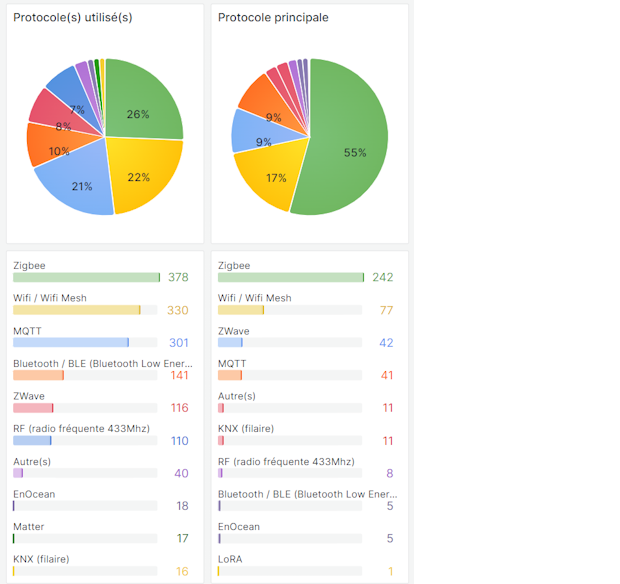 Protocole(s) utilisé(s)
26%
22%
21%
10%
8%
7%
Zigbee
378
Wifi / Wifi Mesh
330
MQTT
301
Bluetooth / BLE (Bluetooth Low Ener...
141
ZWave
116
RF (radio fréquente 433Mhz)
110
Autre(s)
40
EnOcean
18
Matter
17
KNX (filaire)
16
Protocole principale
55%
17%
9%
9%
Zigbee
242
Wifi / Wifi Mesh
77
ZWave
42
MQTT
41
Autre(s)
11
KNX (filaire)
11
RF (radio fréquente 433Mhz)
8
Bluetooth / BLE (Bluetooth Low Ener...
5
EnOcean
5
LoRA
1